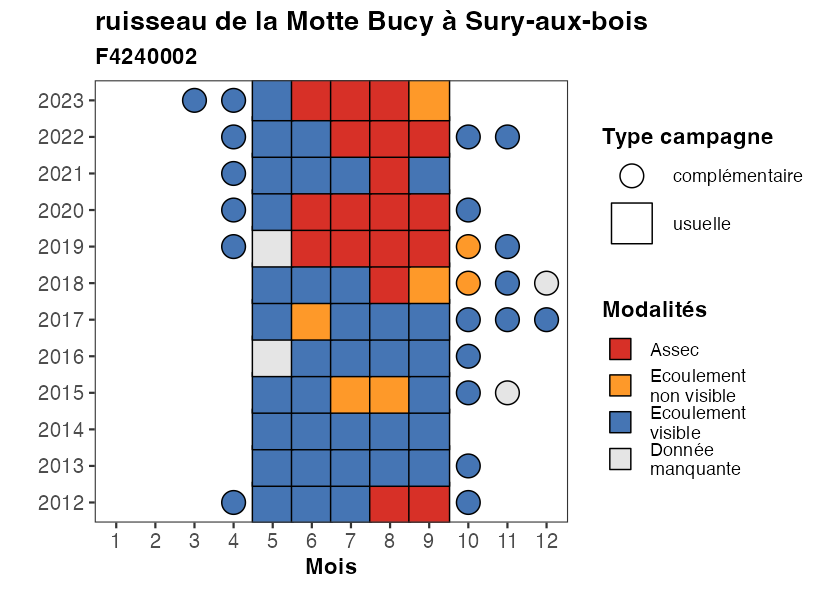 ruisseau de la Motte Bucy à Sury-aux-bois
F4240002
2023
2022
2021
2020
2019
2018
2017
2016
2015
2014
2013
2012
1 2 3 4 5 6 7 8 9 10 11 12
Mois
Type campagne
complémentaire
usuelle
Modalités
Assec
Ecoulement
non visible
Ecoulement
visible
Donnée
manquante